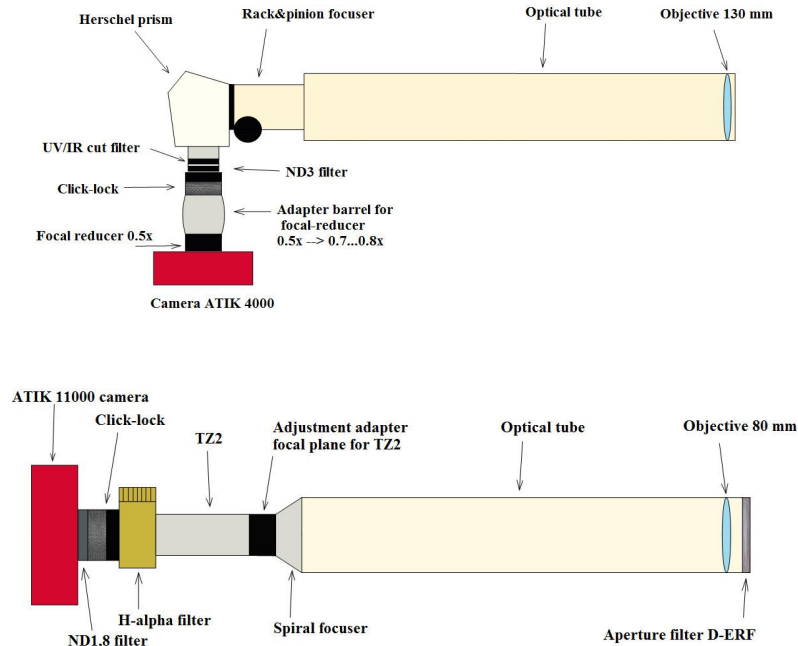 Herschel prism
Rack&pinion focuser
Optical tube
Objective 130 mm
UV/IR cut filter
ND3 filter
Click-lock
Adapter barrel for
focal-reducer
0.5x --> 0.7...0.8x
Focal reducer 0.5x
Camera ATIK 4000
ATIK 11000 camera
Click-lock
TZ2
Adjustment adapter
focal plane for TZ2
Optical tube
Objective 80 mm
H-alpha filter
ND1,8 filter
Spiral focuser
Aperture filter D-ERF